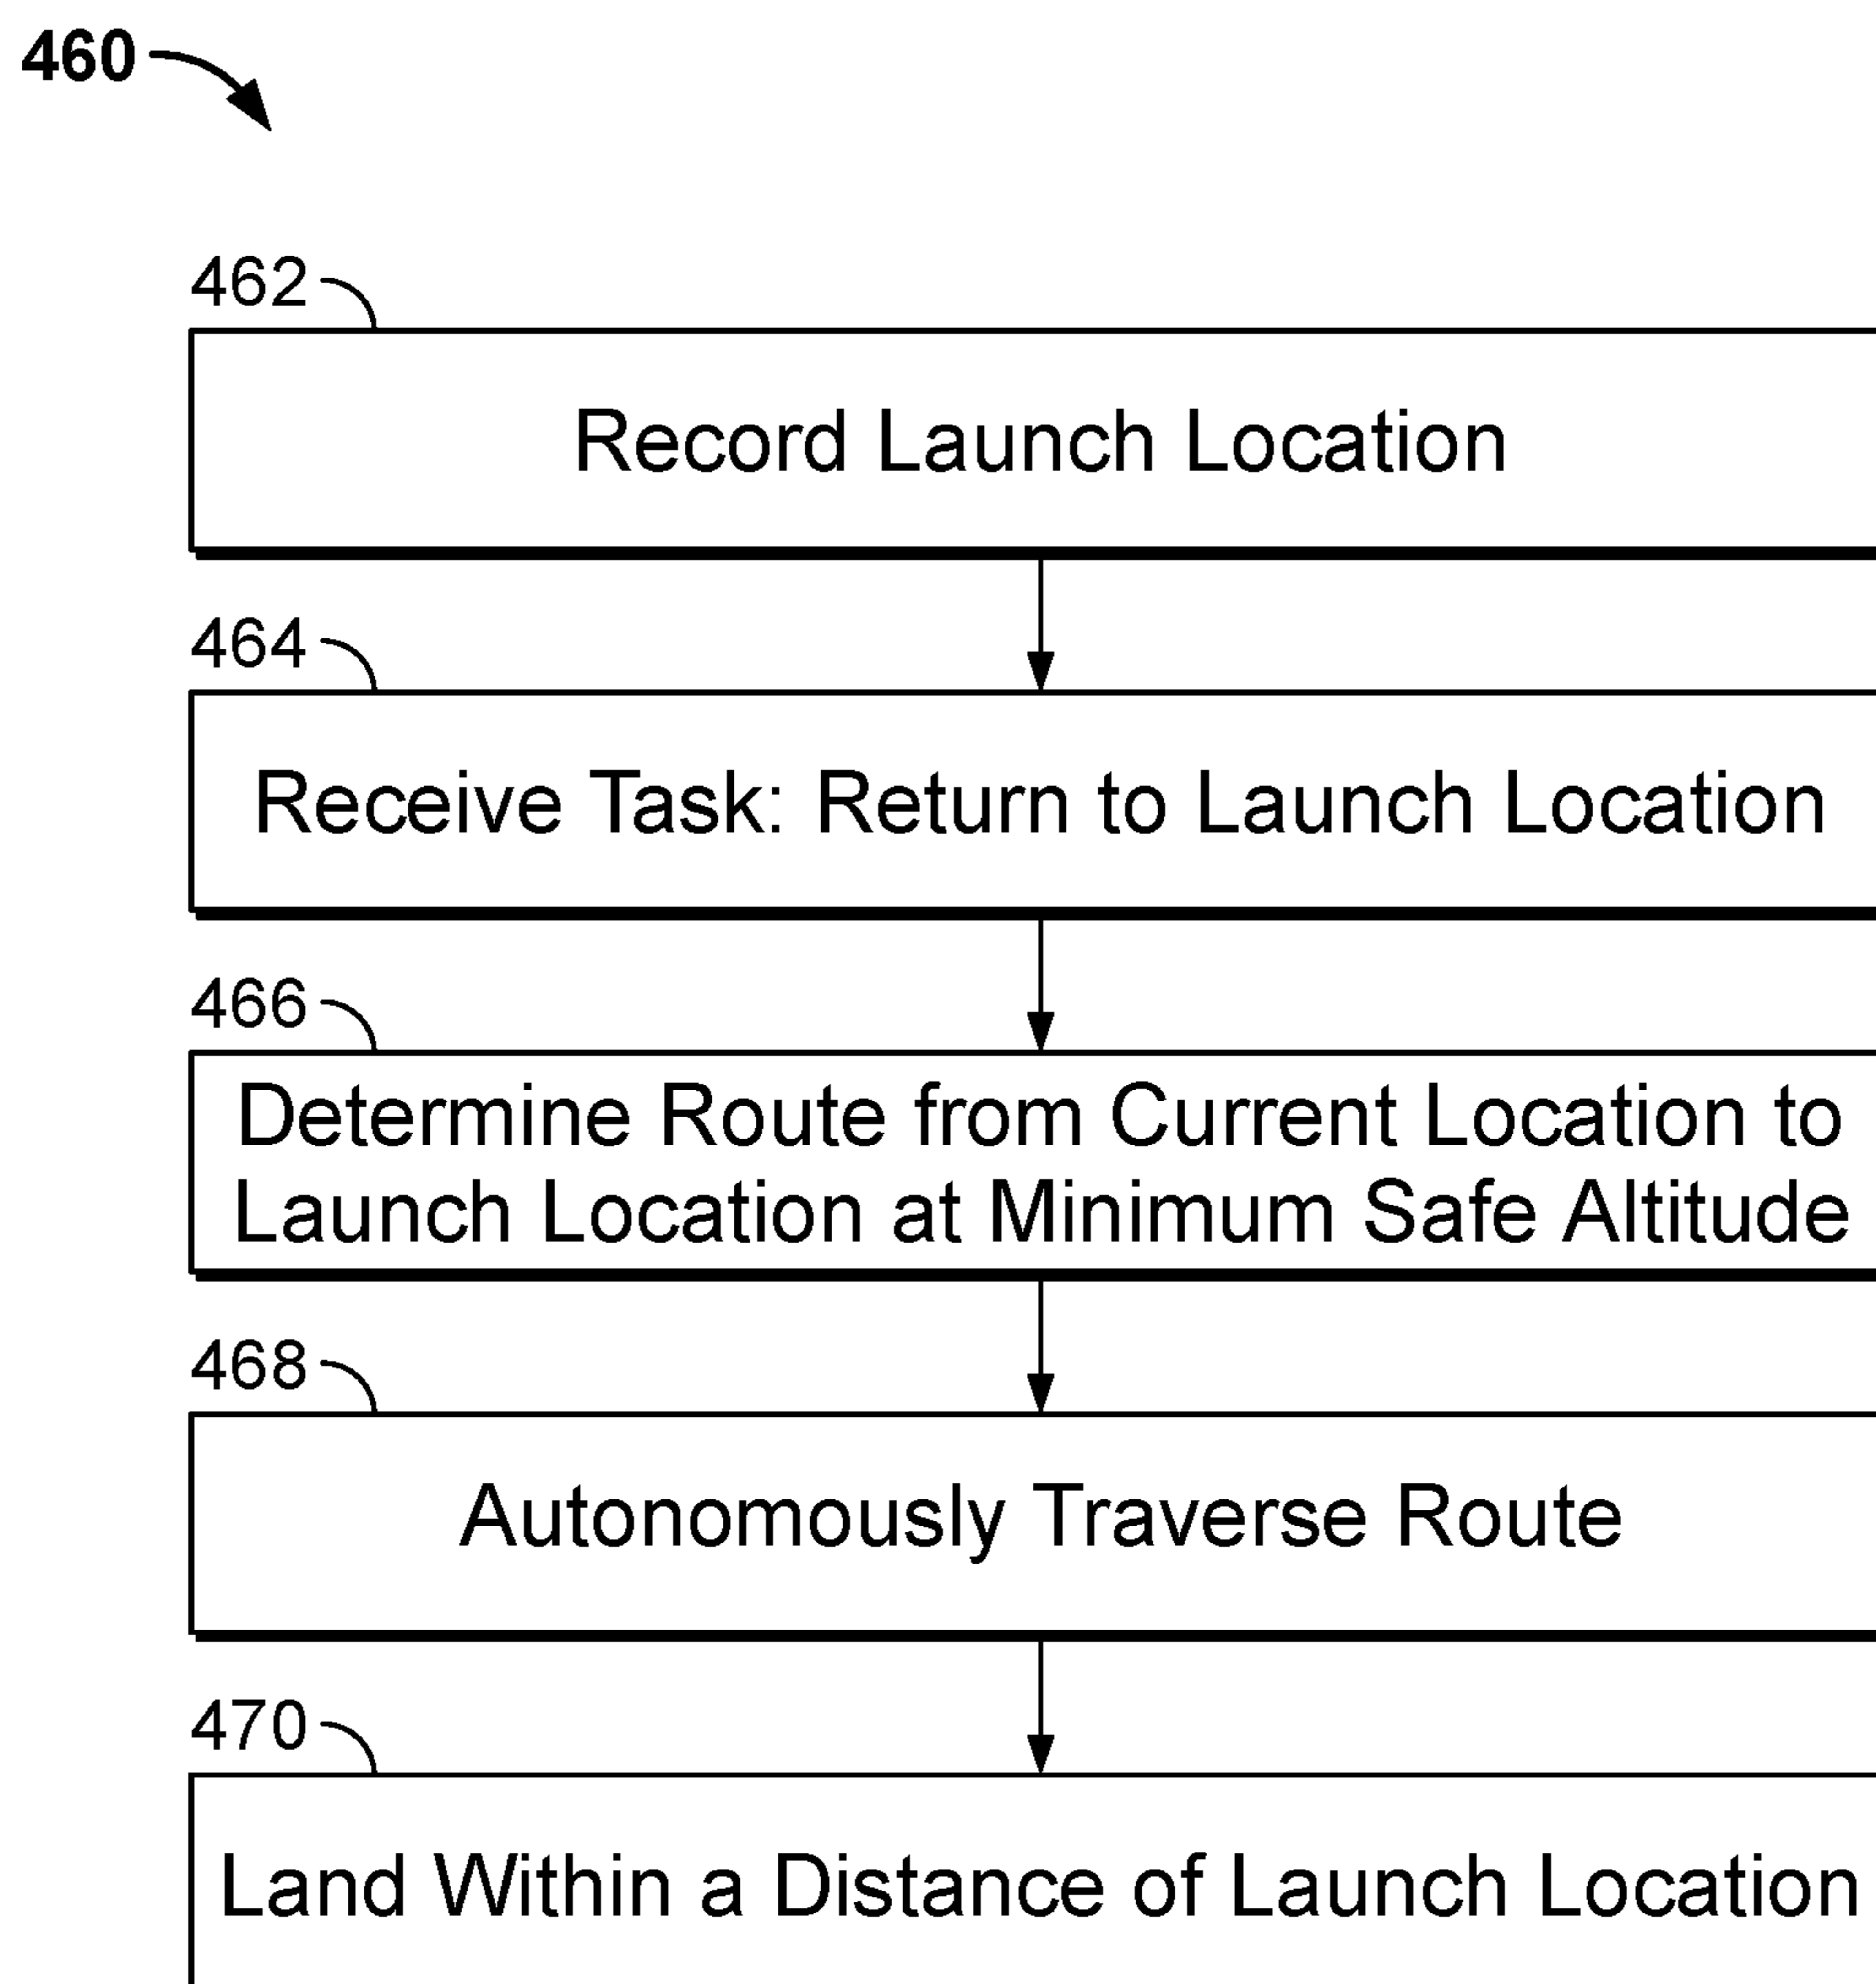 460
462
Record Launch Location
464
Receive Task: Return to Launch Location
466
Determine Route from Current Location to
Launch Location at Minimum Safe Altitude
468
Autonomously Traverse Route
470
Land Within a Distance of Launch Location